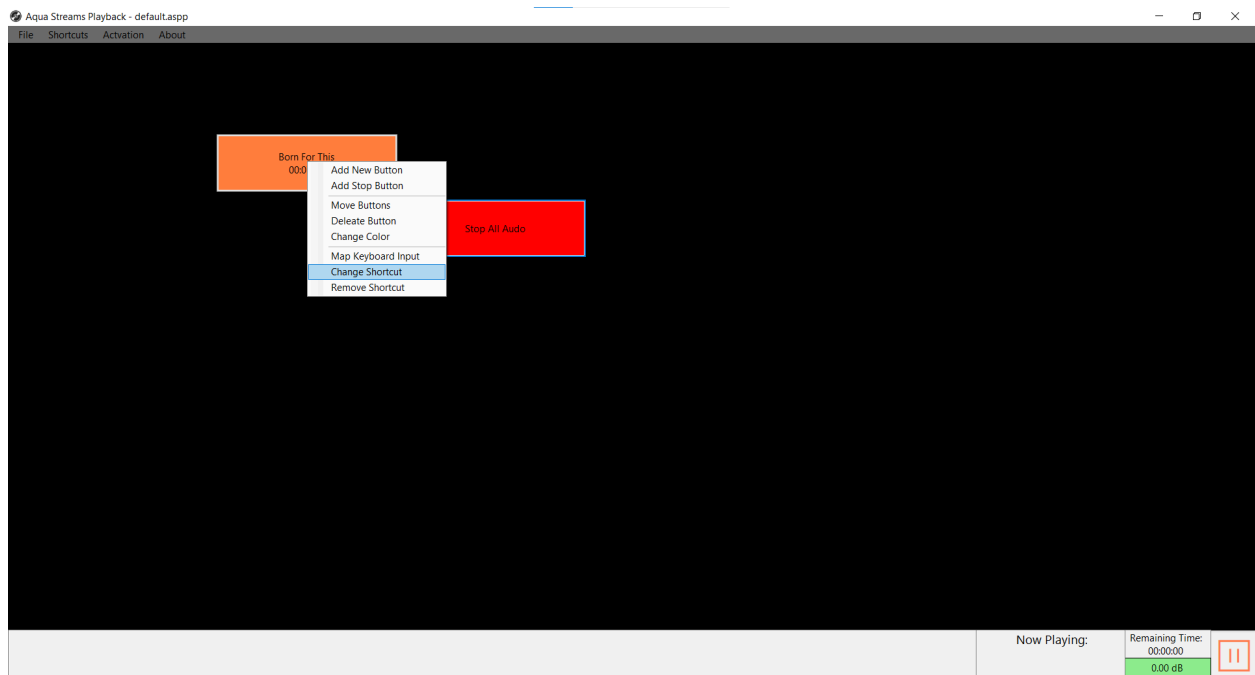 Aqua Streams Playback - default.aspp
File Shortcuts Actvation About
Born For This
00:0
Add New Button
Add Stop Button
Move Buttons
Deleate Button
Change Color
Map Keyboard Input
Change Shortcut
Remove Shortcut
Stop All Audo
Now Playing:
Remaining Time:
00:00:00
0.00 dB